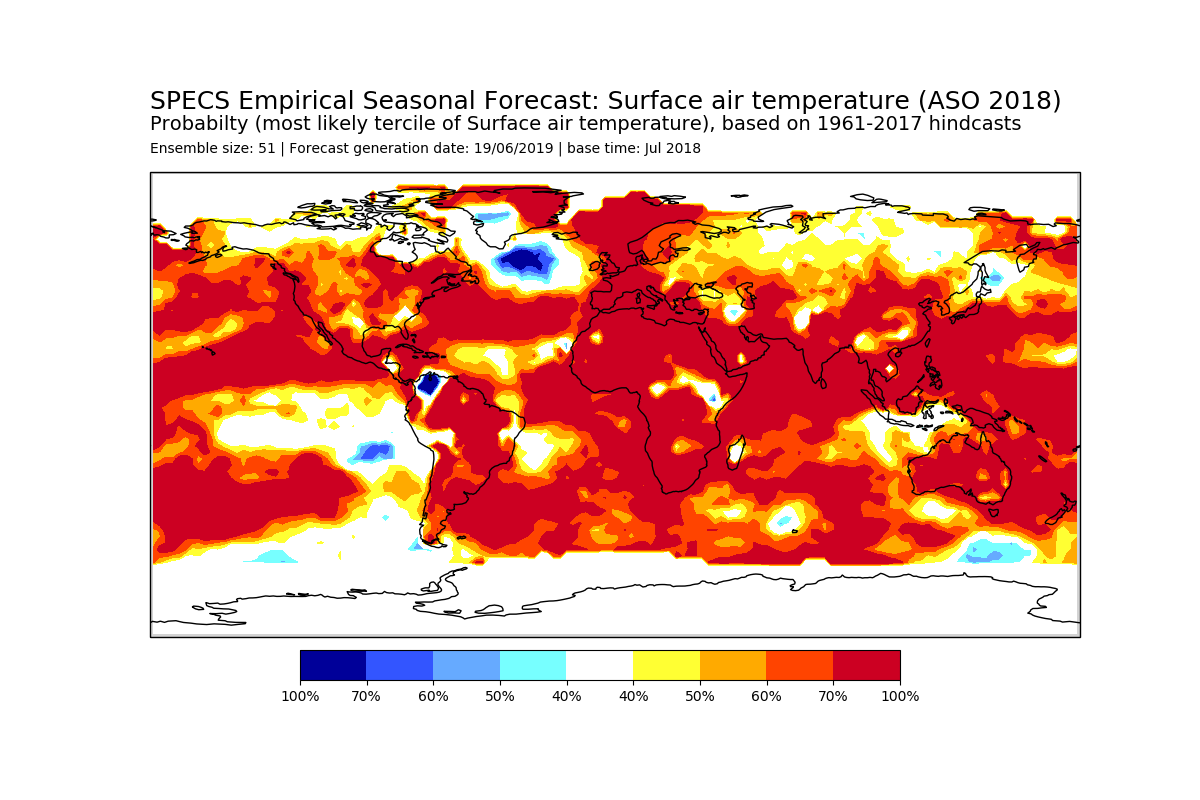 SPECS Empirical Seasonal Forecast: Surface air temperature (ASO 2018)
Probabilty (most likely tercile of Surface air temperature), based on 1961-2017 hindcasts
Ensemble size: 51 | Forecast generation date: 19/06/2019 | base time: Jul 2018
100% 70% 60% 50% 40% 40% 50% 60% 70% 100%